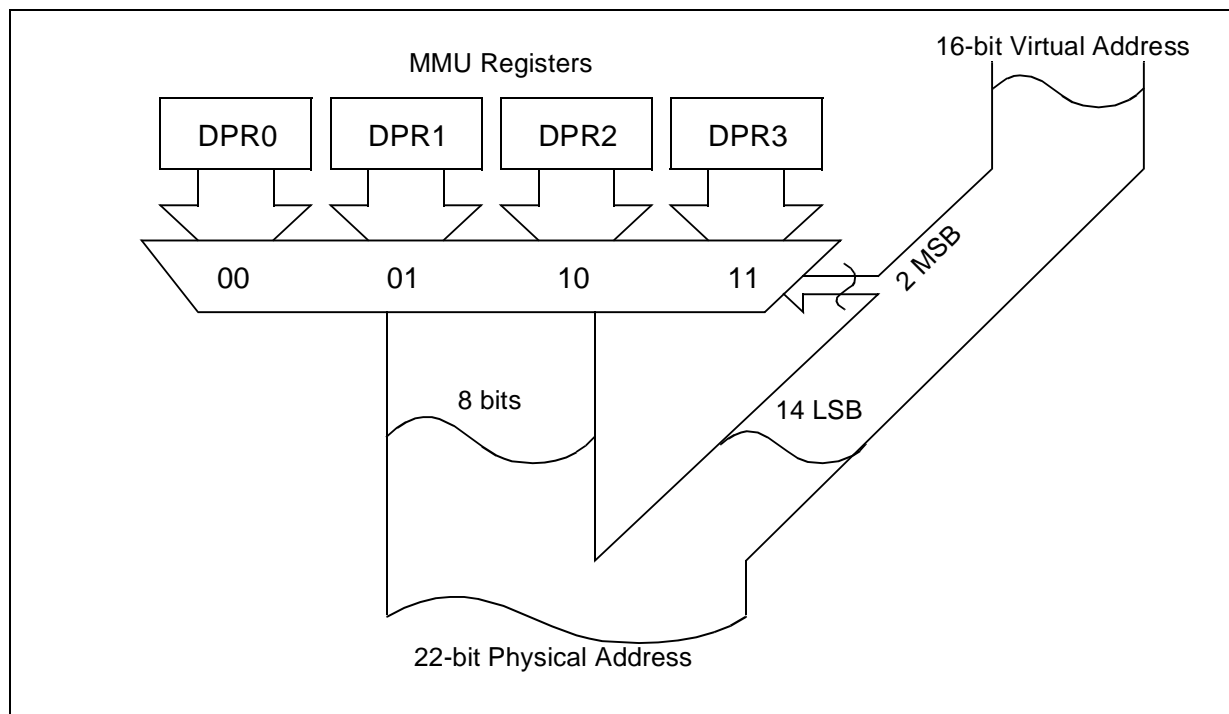 16-bit Virtual Address
MMU Registers
DPR0 DPR1 DPR2 DPR3
00 01 10 11
2 MSB
8 bits
14 LSB
22-bit Physical Address